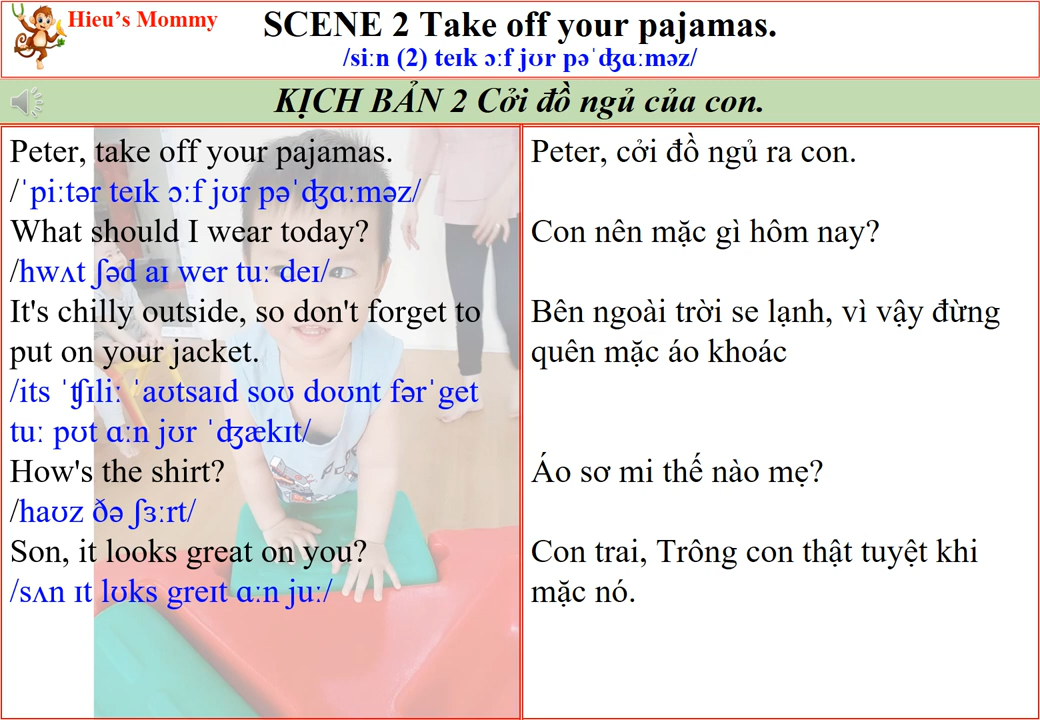 Hieu’s Mommy
SCENE 2 Take off your pajamas.
/siːn (2) teɪk ɔːf jʊr pəˈʤɑːməz/
KỊCH BẢN 2 Cởi đồ ngủ của con.
Peter, take off your pajamas.
/ˈpiːtər teɪk ɔːf jʊr pəˈʤɑːməz/
What should I wear today?
/hwʌt ʃəd aɪ wer tuː deɪ/
It's chilly outside, so don't forget to
put on your jacket.
/its ˈʧɪliː ˈaʊtsaɪd soʊ doʊnt fərˈget
tuː pʊt ɑːn jʊr ˈʤækɪt/
How's the shirt?
/haʊz ðə ʃɜːrt/
Son, it looks great on you?
/sʌn ɪt lʊks greɪt ɑːn juː/
Peter, cởi đồ ngủ ra con.
Con nên mặc gì hôm nay?
Bên ngoài trời se lạnh, vì vậy đừng
quên mặc áo khoác
Áo sơ mi thế nào mẹ?
Con trai, Trông con thật tuyệt khi
mặc nó.